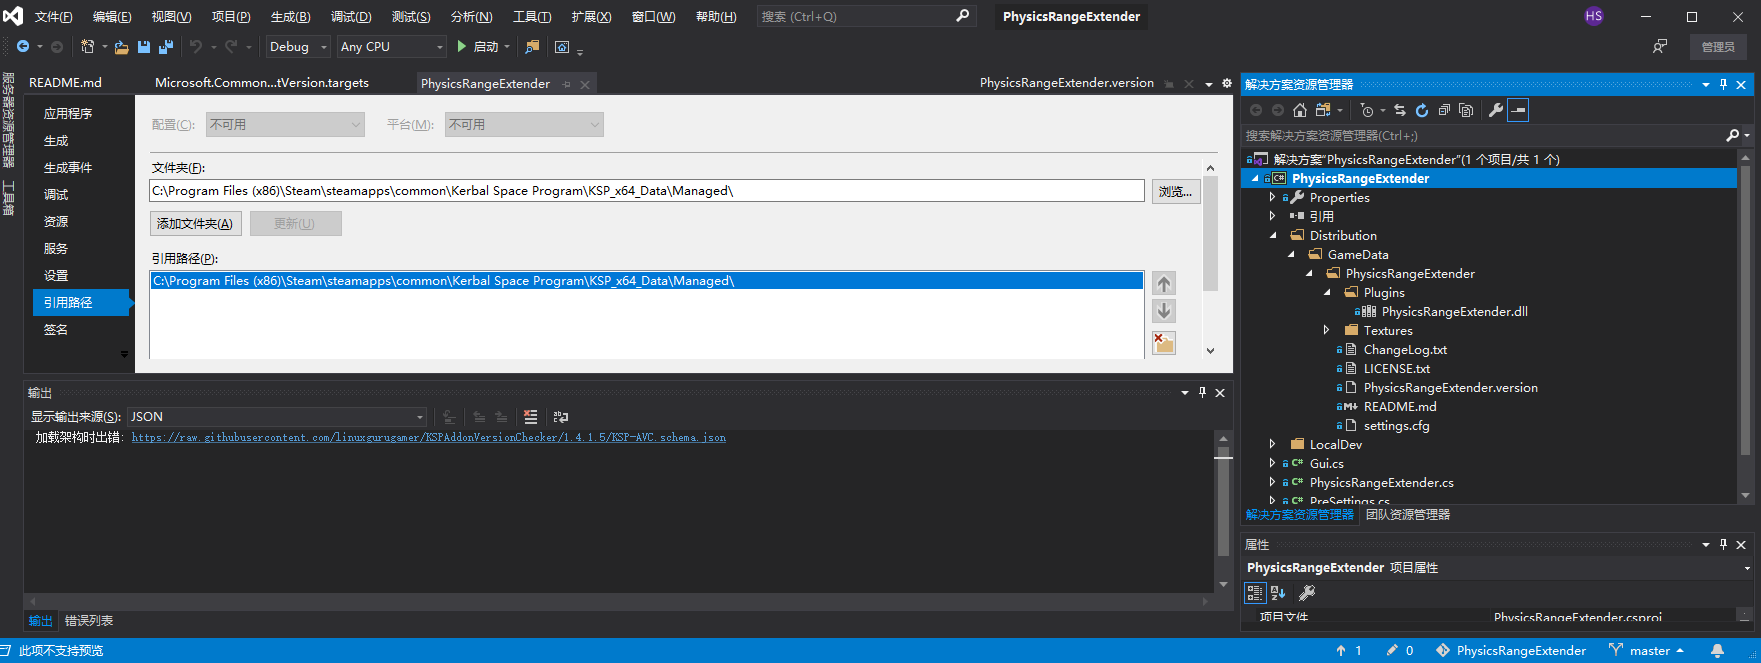 文件(F) 编辑(E) 视图(V) 项目(P) 生成(B) 调试(D) 测试(S) 分析(N) 工具(T) 扩展(X) 窗口(W) 帮助(H) 搜索 (Ctrl+Q) PhysicsRangeExtender HS
Debug Any CPU 启动 管理员
服务器资源管理器
工具箱
README.md Microsoft.Common...tVersion.targets PhysicsRangeExtender PhysicsRangeExtender.version
应用程序
生成
生成事件
调试
资源
服务
设置
引用路径
签名
配置(C): 不可用 平台(M): 不可用
文件夹(F):
C:\Program Files (x86)\Steam\steamapps\common\Kerbal Space Program\KSP_x64_Data\Managed\ 浏览...
添加文件夹(A) 更新(U)
引用路径(P):
C:\Program Files (x86)\Steam\steamapps\common\Kerbal Space Program\KSP_x64_Data\Managed\
输出
显示输出来源(S): JSON
加载架构时出错: https://raw.githubusercontent.com/linuxgurugamer/KSPAddonVersionChecker/1.4.1.5/KSP-AVC.schema.json
输出 错误列表
解决方案资源管理器
搜索解决方案资源管理器(Ctrl+;)
解决方案"PhysicsRangeExtender"(1 个项目/共 1 个)
C# PhysicsRangeExtender
Properties
引用
Distribution
GameData
PhysicsRangeExtender
Plugins
PhysicsRangeExtender.dll
Textures
ChangeLog.txt
LICENSE.txt
PhysicsRangeExtender.version
M README.md
settings.cfg
LocalDev
C# Gui.cs
C# PhysicsRangeExtender.cs
C# PreSettings.cs
解决方案资源管理器 团队资源管理器
属性
PhysicsRangeExtender 项目属性
项目文件 PhysicsRangeExtender.csproj
此项不支持预览 1 0 PhysicsRangeExtender master